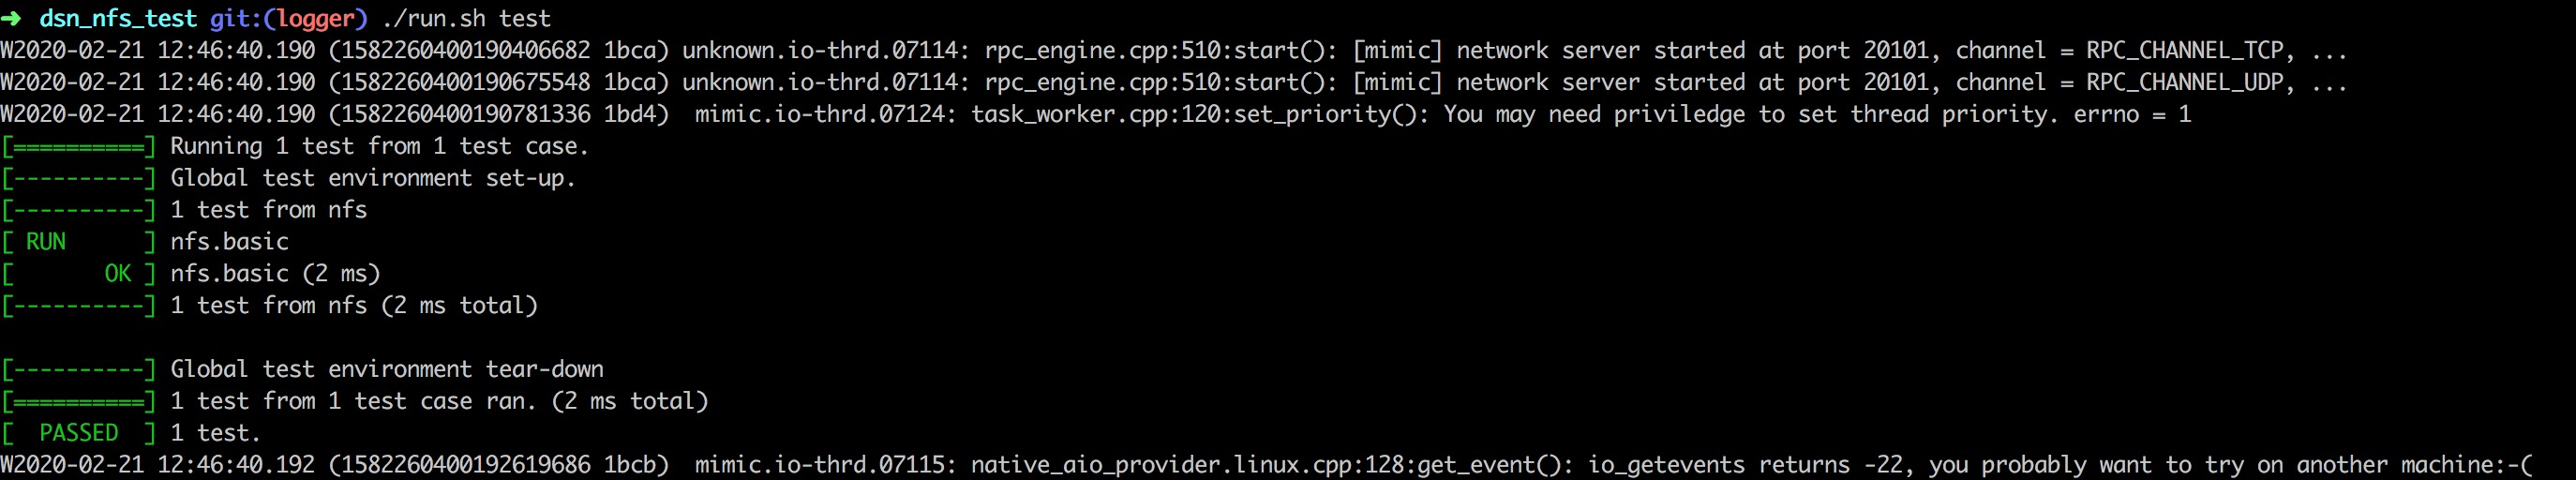 ➜  dsn_nfs_test git:(logger) ./run.sh test
W2020-02-21 12:46:40.190 (1582260400190406682 1bca) unknown.io-thrd.07114: rpc_engine.cpp:510:start(): [mimic] network server started at port 20101, channel = RPC_CHANNEL_TCP, ...
W2020-02-21 12:46:40.190 (1582260400190675548 1bca) unknown.io-thrd.07114: rpc_engine.cpp:510:start(): [mimic] network server started at port 20101, channel = RPC_CHANNEL_UDP, ...
W2020-02-21 12:46:40.190 (1582260400190781336 1bd4)  mimic.io-thrd.07124: task_worker.cpp:120:set_priority(): You may need priviledge to set thread priority. errno = 1
[==========] Running 1 test from 1 test case.
[----------] Global test environment set-up.
[----------] 1 test from nfs
[ RUN      ] nfs.basic
[       OK ] nfs.basic (2 ms)
[----------] 1 test from nfs (2 ms total)

[----------] Global test environment tear-down
[==========] 1 test from 1 test case ran. (2 ms total)
[  PASSED  ] 1 test.
W2020-02-21 12:46:40.192 (1582260400192619686 1bcb)  mimic.io-thrd.07115: native_aio_provider.linux.cpp:128:get_event(): io_getevents returns -22, you probably want to try on another machine:-(